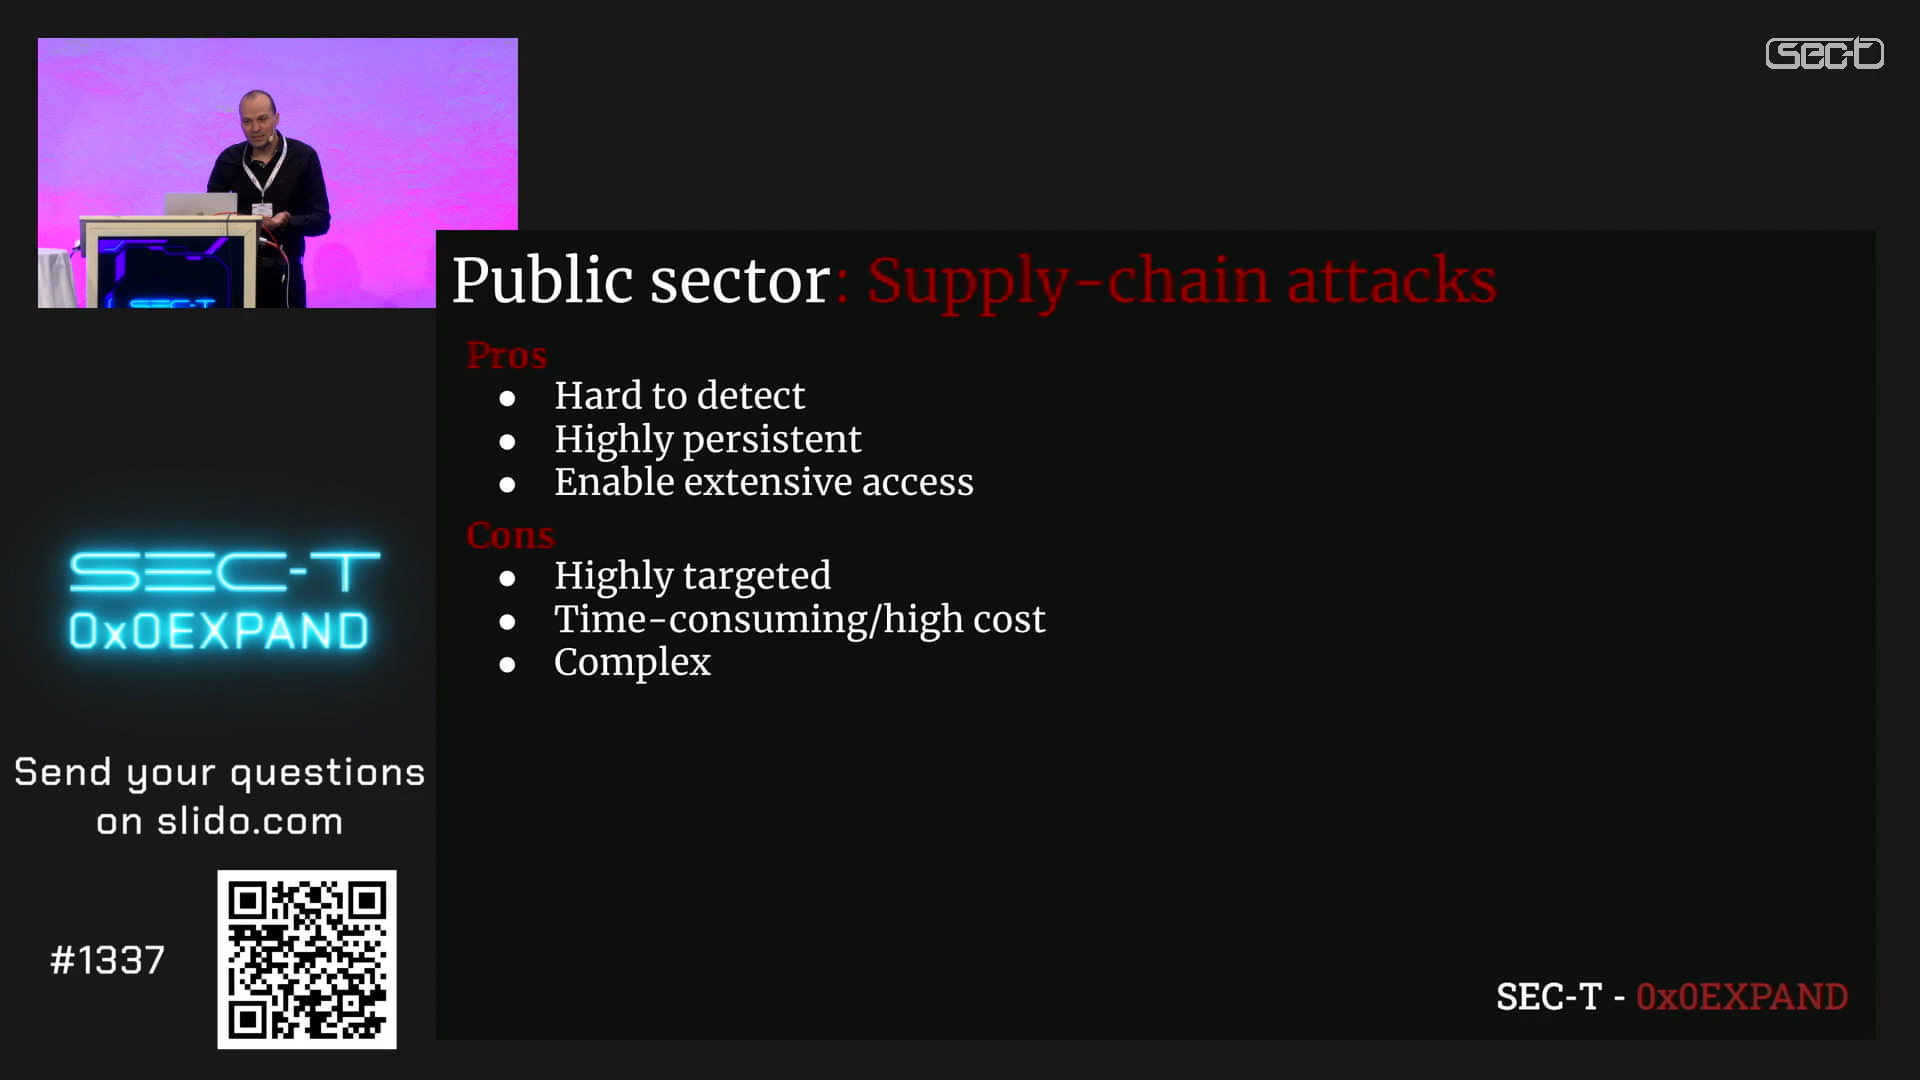 sec-t
SEC-T
Public sector: Supply-chain attacks
Pros
● Hard to detect
● Highly persistent
● Enable extensive access
Cons
● Highly targeted
● Time-consuming/high cost
● Complex
SEC-T
0x0EXPAND
Send your questions
on slido.com
#1337
SEC-T - 0x0EXPAND